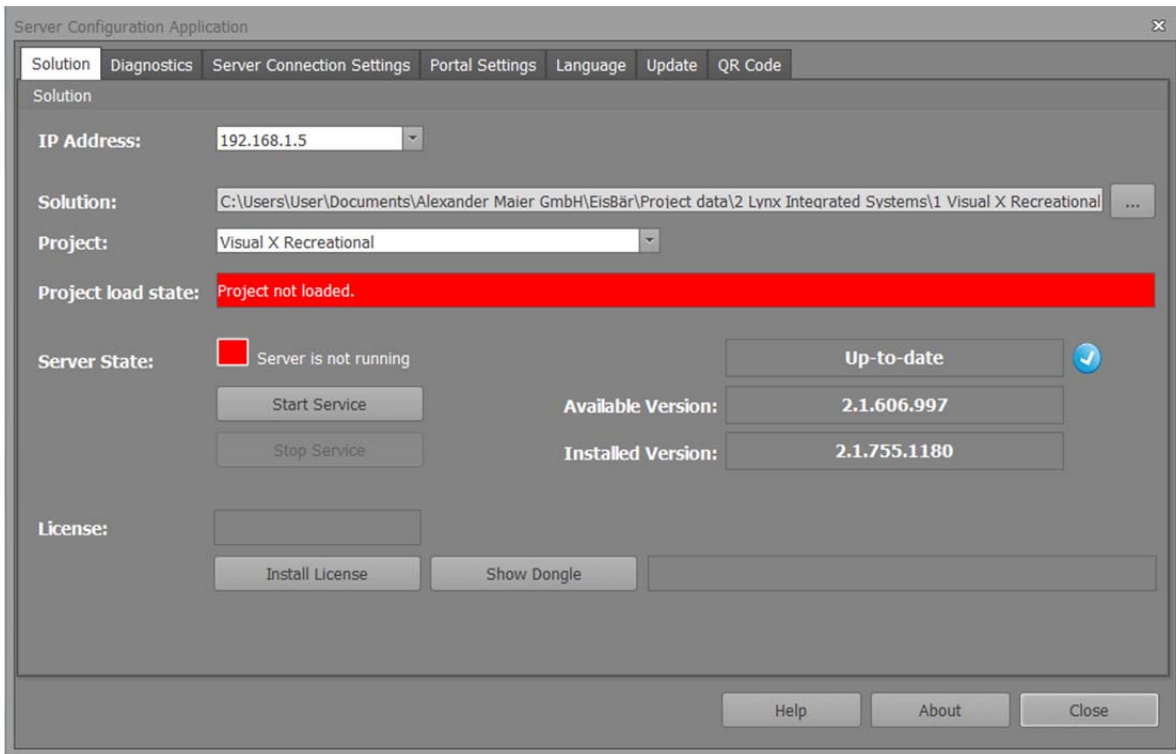 Server Configuration Application
Solution Diagnostics Server Connection Settings Portal Settings Language Update QR Code
Solution
IP Address: 192.168.1.5
Solution: C:\Users\User\Documents\Alexander Maier GmbH\EisBär\Project data\2 Lynx Integrated Systems\1 Visual X Recreational ...
Project: Visual X Recreational
Project load state: Project not loaded.
Server State: Server is not running Up-to-date
Start Service Available Version: 2.1.606.997
Stop Service Installed Version: 2.1.755.1180
License:
Install License Show Dongle
Help About Close